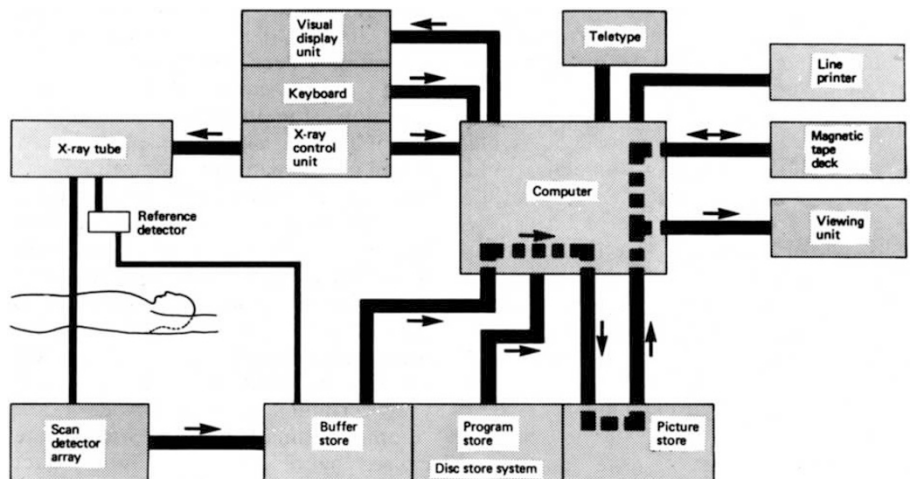 Visual
display
unit
Teletype
Line
printer
Keyboard
X-ray tube
X-ray
control
unit
Magnetic
tape
deck
Computer
Reference
detector
Viewing
unit
Scan
detector
array
Buffer
store
Program
store
Picture
store
Disc store system